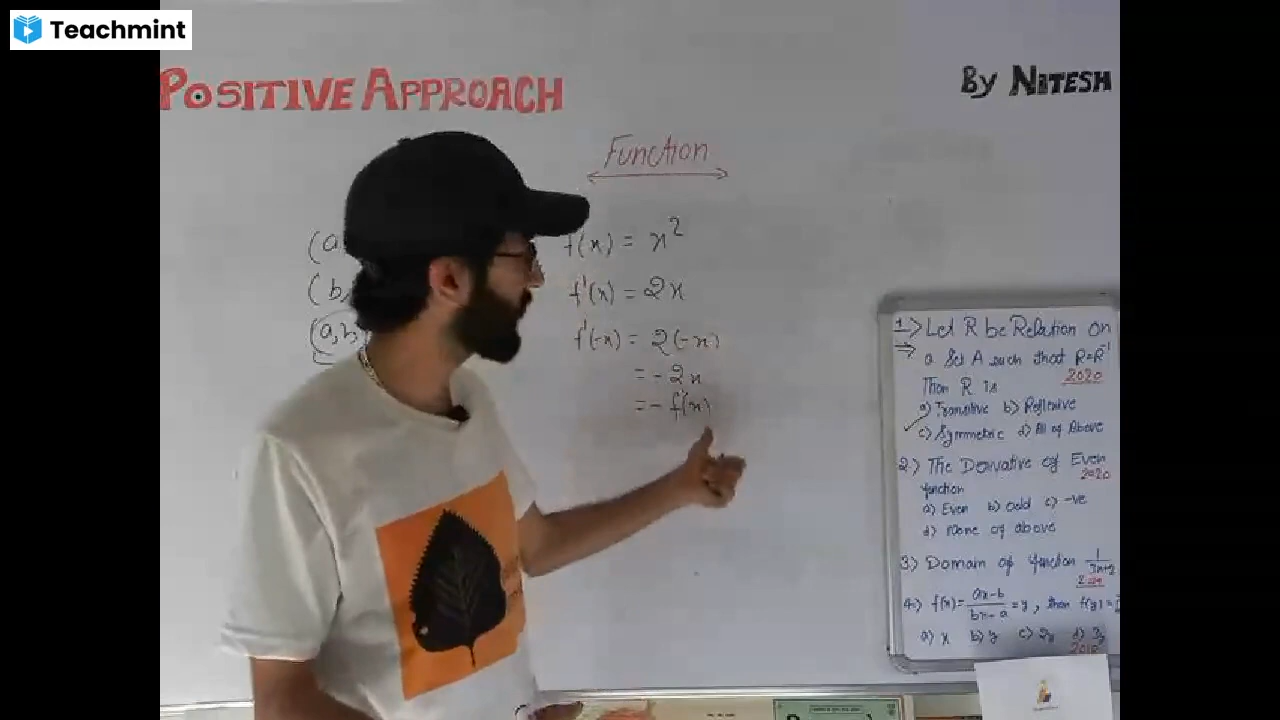 Teachmint
POSITIVE APPROACH
By NITESH
Function
(a
(b,
(a,b)
f(x) = x²
f'(x) = 2x
f'(-x) = 2(-x)
= -2x
= - f'(x)
1> Let R be Relation on
a Set A such that R=R⁻¹
Then R is 2020
a) Transitive b) Reflexive
c) Symmetric d) All of Above
2.) The Derivative of Even
function 2020
a) Even b) odd c) -ve
d) None of above
3) Domain of function
4.) f(x)= ax-b / bx-a = y, then f(y) =
a) x b) y c) 2x d)
2018